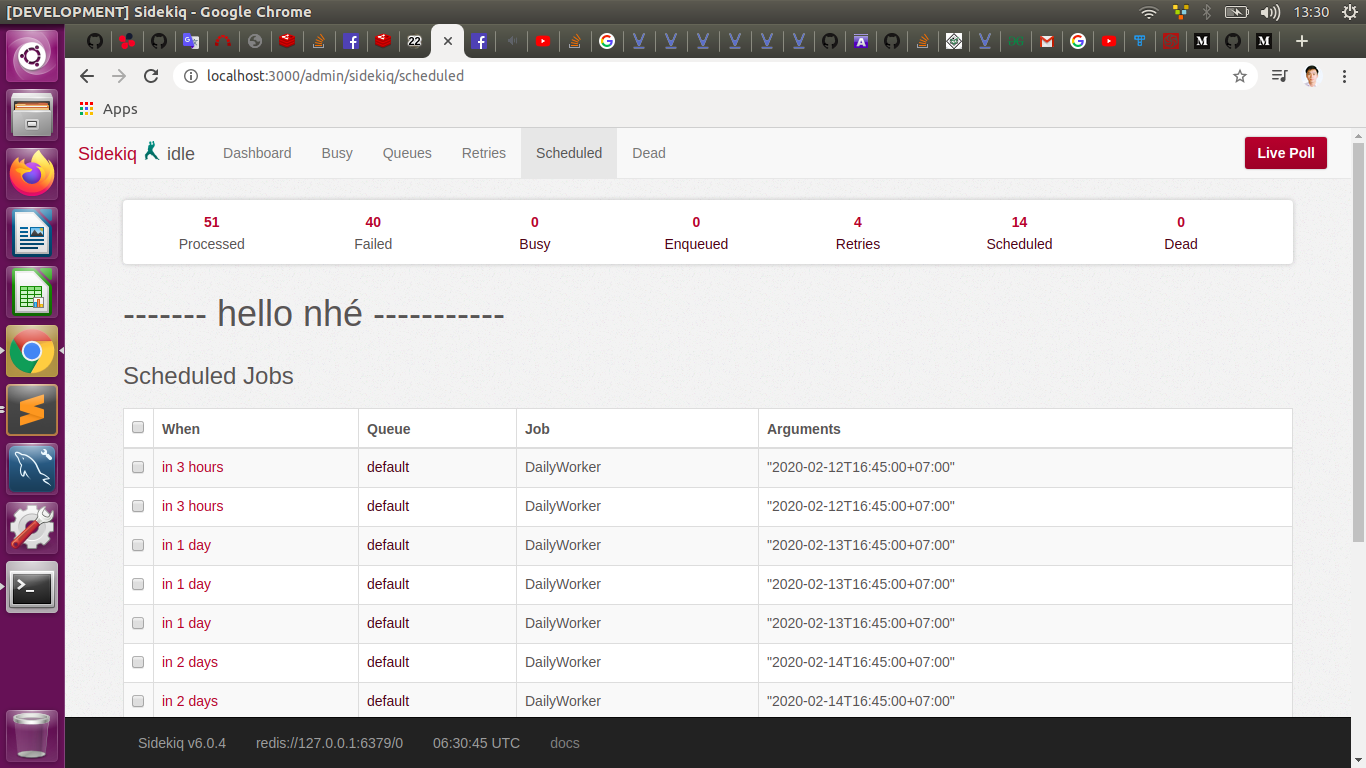 [DEVELOPMENT] Sidekiq - Google Chrome 13:30
22
localhost:3000/admin/sidekiq/scheduled
Apps
Sidekiq idle Dashboard Busy Queues Retries Scheduled Dead Live Poll
51 40 0 0 4 14 0
Processed Failed Busy Enqueued Retries Scheduled Dead
------- hello nhé -----------
Scheduled Jobs
When Queue Job Arguments
in 3 hours default DailyWorker "2020-02-12T16:45:00+07:00"
in 3 hours default DailyWorker "2020-02-12T16:45:00+07:00"
in 1 day default DailyWorker "2020-02-13T16:45:00+07:00"
in 1 day default DailyWorker "2020-02-13T16:45:00+07:00"
in 1 day default DailyWorker "2020-02-13T16:45:00+07:00"
in 2 days default DailyWorker "2020-02-14T16:45:00+07:00"
in 2 days default DailyWorker "2020-02-14T16:45:00+07:00"
Sidekiq v6.0.4 redis://127.0.0.1:6379/0 06:30:45 UTC docs